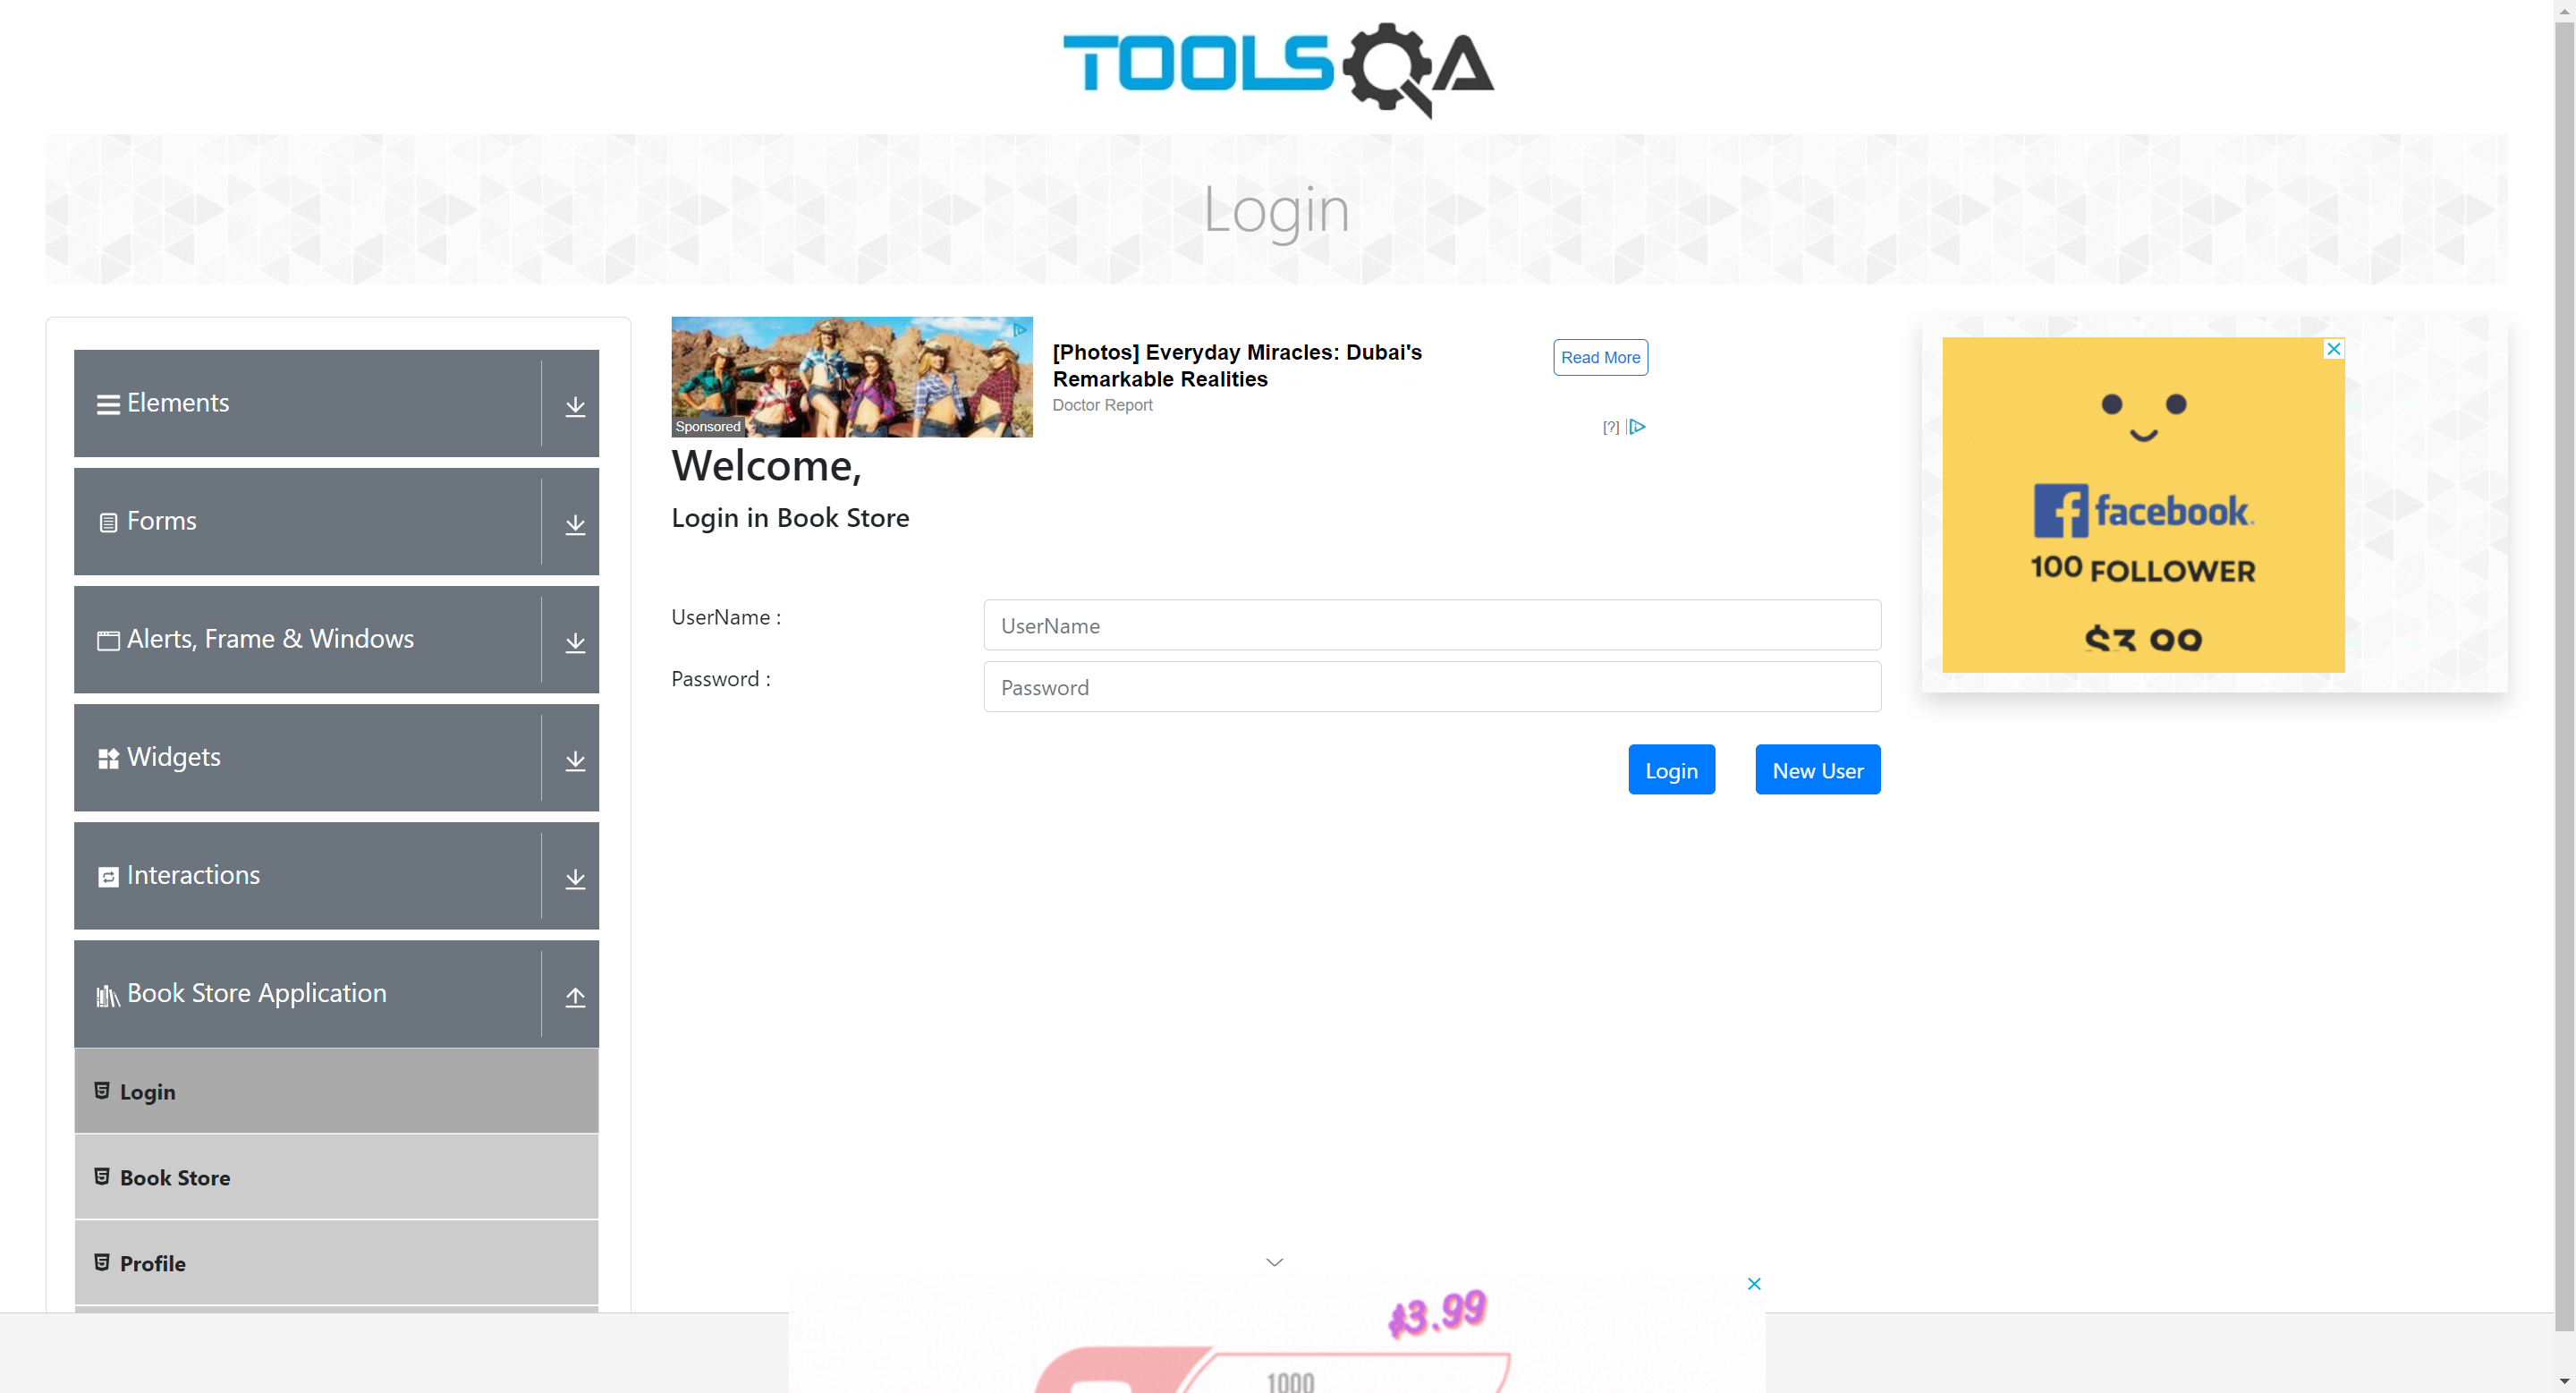 TOOLSQA
Login
Elements
Forms
Alerts, Frame & Windows
Widgets
Interactions
Book Store Application
Login
Book Store
Profile
Sponsored
[Photos] Everyday Miracles: Dubai's
Remarkable Realities
Doctor Report
Read More
[?]
Welcome,
Login in Book Store
UserName :
UserName
Password :
Password
Login
New User
facebook.
100 FOLLOWER
$3.99
$3.99
1000